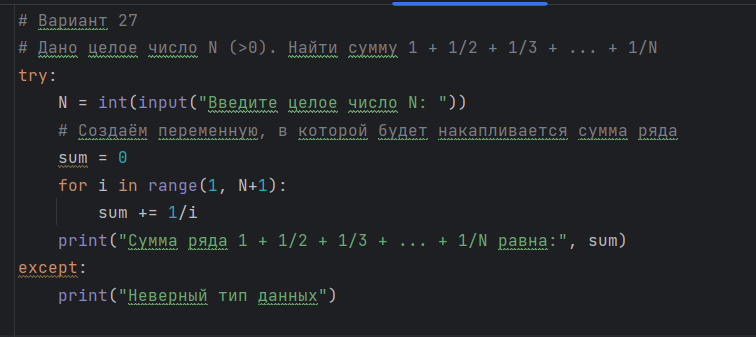 # Вариант 27
# Дано целое число N (>0). Найти сумму 1 + 1/2 + 1/3 + ... + 1/N
try:
    N = int(input("Введите целое число N: "))
    # Создаём переменную, в которой будет накапливается сумма ряда
    sum = 0
    for i in range(1, N+1):
        sum += 1/i
    print("Сумма ряда 1 + 1/2 + 1/3 + ... + 1/N равна:", sum)
except:
    print("Неверный тип данных")